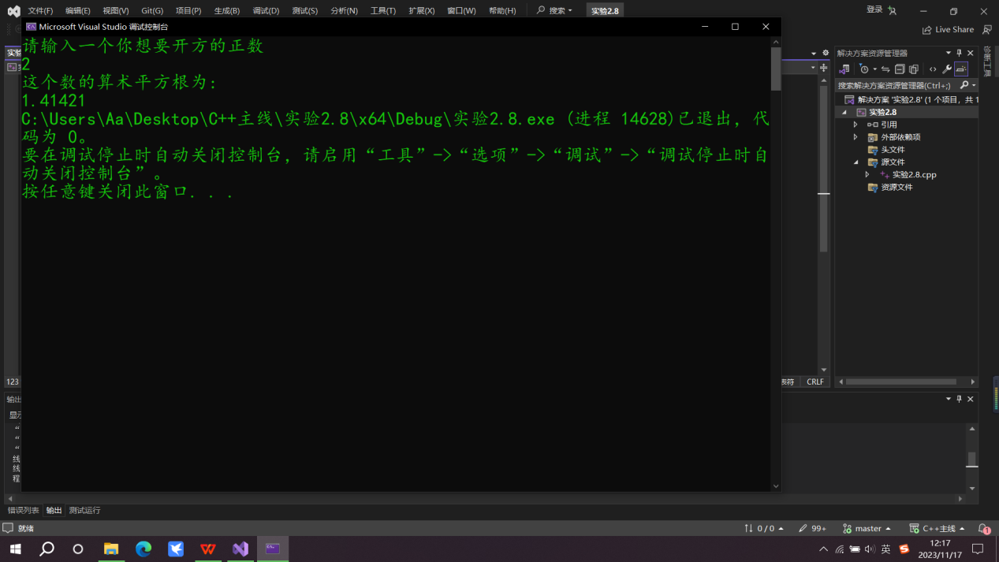 文件(F) 编辑(E) 视图(V) Git(G) 项目(P) 生成(B) 调试(D) 测试(S) 分析(N) 工具(T) 扩展(X) 窗口(W) 帮助(H) 搜索 实验2.8 登录
Live Share
Microsoft Visual Studio 调试控制台
请输入一个你想要开方的正数
2
这个数的算术平方根为:
1.41421
C:\Users\Aa\Desktop\C++主线\实验2.8\x64\Debug\实验2.8.exe (进程 14628)已退出,代
码为 0。
要在调试停止时自动关闭控制台,请启用“工具”->“选项”->“调试”->“调试停止时自
动关闭控制台”。
按任意键关闭此窗口. . .
解决方案资源管理器
搜索解决方案资源管理器(Ctrl+;)
解决方案 '实验2.8' (1 个项目, 共 1
实验2.8
引用
外部依赖项
头文件
源文件
实验2.8.cpp
资源文件
123
CRLF
错误列表 输出 测试运行
就绪
0 / 0 99+ master C++主线 1
英 12:17
2023/11/17